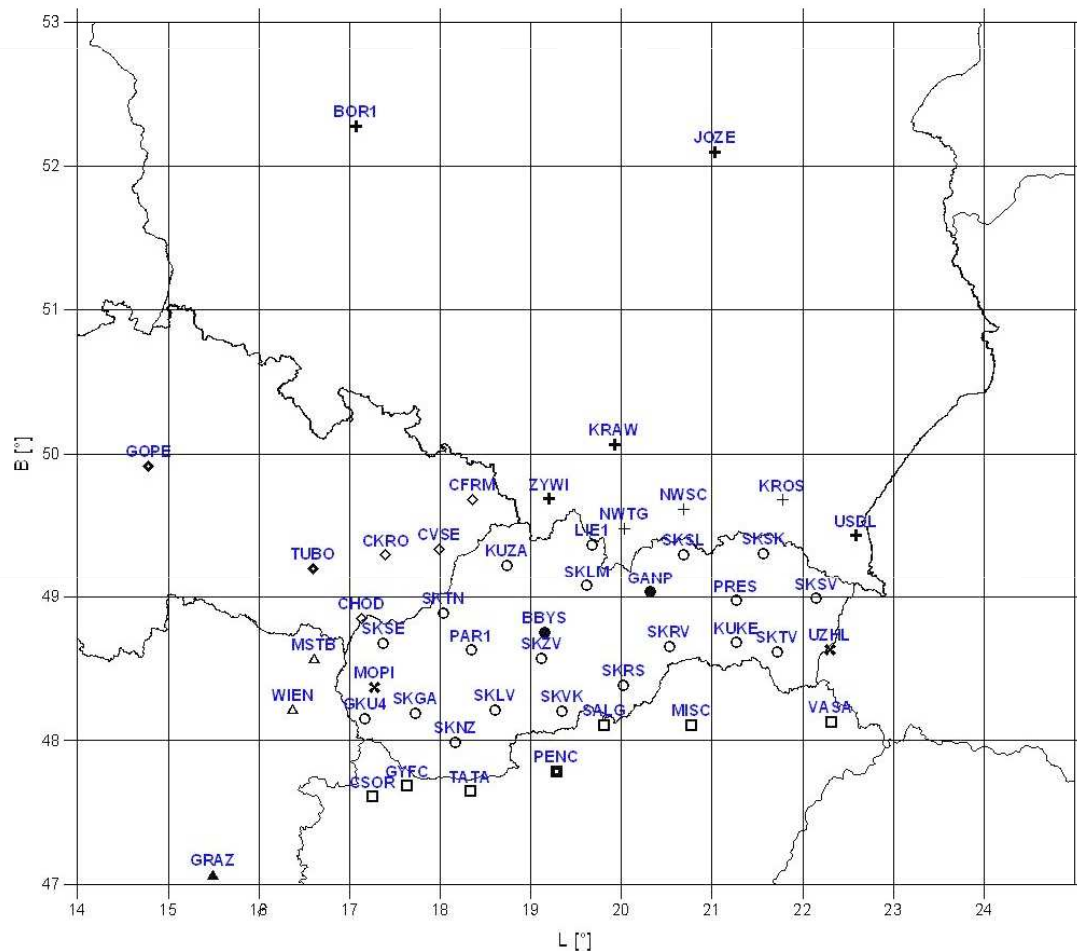 53
BOR1
JOZE
52
51
KRAW
50
B [°]
GOPE
CFRM
ZYWI
NWSC
KROS
NWTG
USDL
LIE1
CVSE
CKRO
KUZA
SKSL
SKSK
TUBO
SKLM
GANP
PRES
SKSV
49
CHOD
SKTN
BBYS
SKSE
PAR1
SKZV
SKRV
KUKE
SKTV
UZHL
MSTB
MOPI
SKRS
WIEN
GKU4
SKGA
SKLV
SKVK
SALG
MISC
VASA
48
SKNZ
PENC
GYFC
CSOR
TATA
GRAZ
47
14 15 16 17 18 19 20 21 22 23 24
L [°]